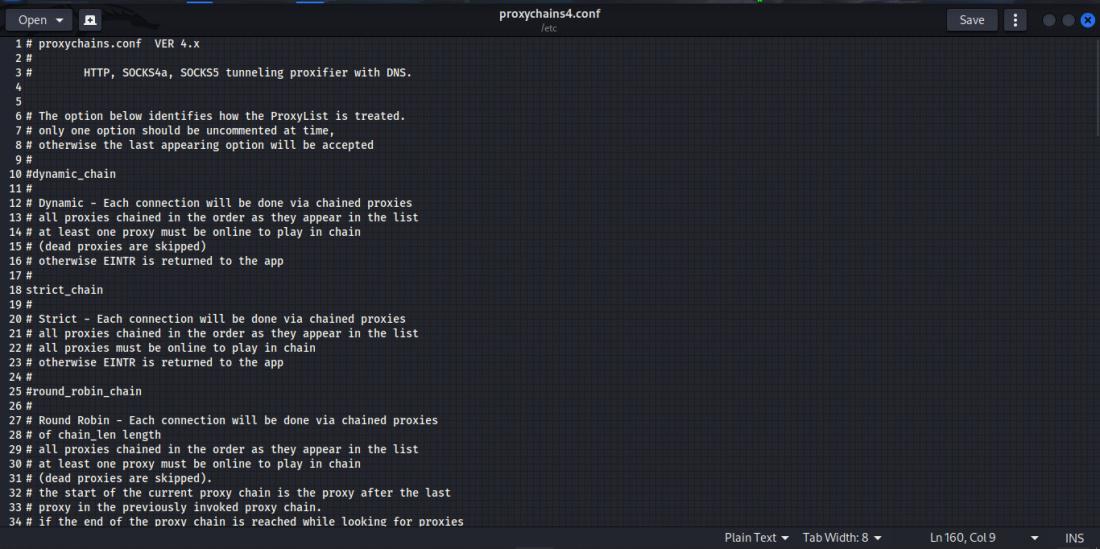 Open
proxychains4.conf
/etc
Save
1 # proxychains.conf  VER 4.x
2 #
3 #        HTTP, SOCKS4a, SOCKS5 tunneling proxifier with DNS.
4
5
6 # The option below identifies how the ProxyList is treated.
7 # only one option should be uncommented at time,
8 # otherwise the last appearing option will be accepted
9 #
10 #dynamic_chain
11 #
12 # Dynamic - Each connection will be done via chained proxies
13 # all proxies chained in the order as they appear in the list
14 # at least one proxy must be online to play in chain
15 # (dead proxies are skipped)
16 # otherwise EINTR is returned to the app
17 #
18 strict_chain
19 #
20 # Strict - Each connection will be done via chained proxies
21 # all proxies chained in the order as they appear in the list
22 # all proxies must be online to play in chain
23 # otherwise EINTR is returned to the app
24 #
25 #round_robin_chain
26 #
27 # Round Robin - Each connection will be done via chained proxies
28 # of chain_len length
29 # all proxies chained in the order as they appear in the list
30 # at least one proxy must be online to play in chain
31 # (dead proxies are skipped).
32 # the start of the current proxy chain is the proxy after the last
33 # proxy in the previously invoked proxy chain.
34 # if the end of the proxy chain is reached while looking for proxies
Plain Text  Tab Width: 8  Ln 160, Col 9  INS